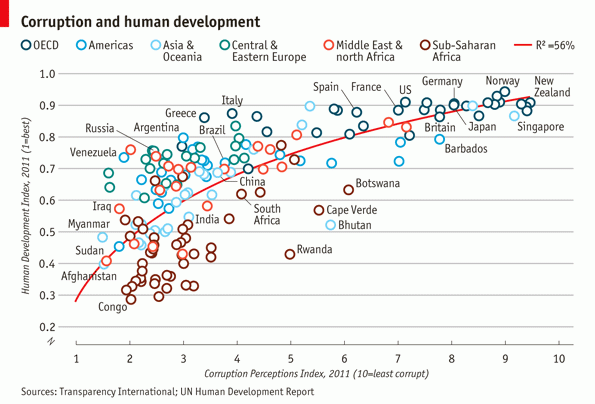 Corruption and human development
OECD
Americas
Asia &
Oceania
Central &
Eastern Europe
Middle East &
north Africa
Sub-Saharan
Africa
R² =56%
Human Development Index, 2011 (1=best)
1.0
0.9
0.8
0.7
0.6
0.5
0.4
0.3
0.2
Norway
New
Zealand
Germany
US
France
Spain
Italy
Greece
Argentina
Russia
Brazil
Venezuela
Britain
Japan
Singapore
Barbados
China
Botswana
Iraq
India
South
Africa
Cape Verde
Myanmar
Bhutan
Sudan
Rwanda
Afghanistan
Congo
1 2 3 4 5 6 7 8 9 10
Corruption Perceptions Index, 2011 (10=least corrupt)
Sources: Transparency International; UN Human Development Report